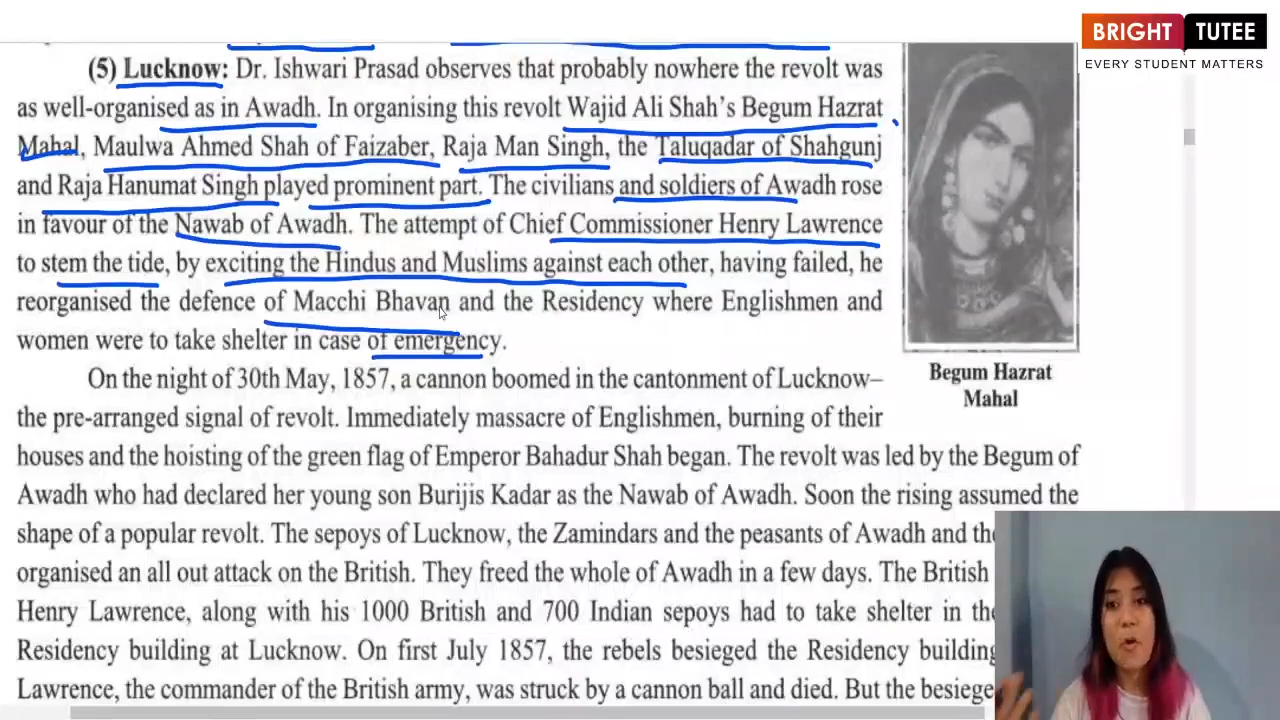 BRIGHT TUTEE
EVERY STUDENT MATTERS
(5) Lucknow: Dr. Ishwari Prasad observes that probably nowhere the revolt was
as well-organised as in Awadh. In organising this revolt Wajid Ali Shah's Begum Hazrat
Mahal, Maulwa Ahmed Shah of Faizaber, Raja Man Singh, the Taluqadar of Shahgunj
and Raja Hanumat Singh played prominent part. The civilians and soldiers of Awadh rose
in favour of the Nawab of Awadh. The attempt of Chief Commissioner Henry Lawrence
to stem the tide, by exciting the Hindus and Muslims against each other, having failed, he
reorganised the defence of Macchi Bhavan and the Residency where Englishmen and
women were to take shelter in case of emergency.
Begum Hazrat
Mahal
On the night of 30th May, 1857, a cannon boomed in the cantonment of Lucknow–
the pre-arranged signal of revolt. Immediately massacre of Englishmen, burning of their
houses and the hoisting of the green flag of Emperor Bahadur Shah began. The revolt was led by the Begum of
Awadh who had declared her young son Burijis Kadar as the Nawab of Awadh. Soon the rising assumed the
shape of a popular revolt. The sepoys of Lucknow, the Zamindars and the peasants of Awadh and
organised an all out attack on the British. They freed the whole of Awadh in a few days. The British
Henry Lawrence, along with his 1000 British and 700 Indian sepoys had to take shelter in
Residency building at Lucknow. On first July 1857, the rebels besieged the Residency building
Lawrence, the commander of the British army, was struck by a cannon ball and died. But the